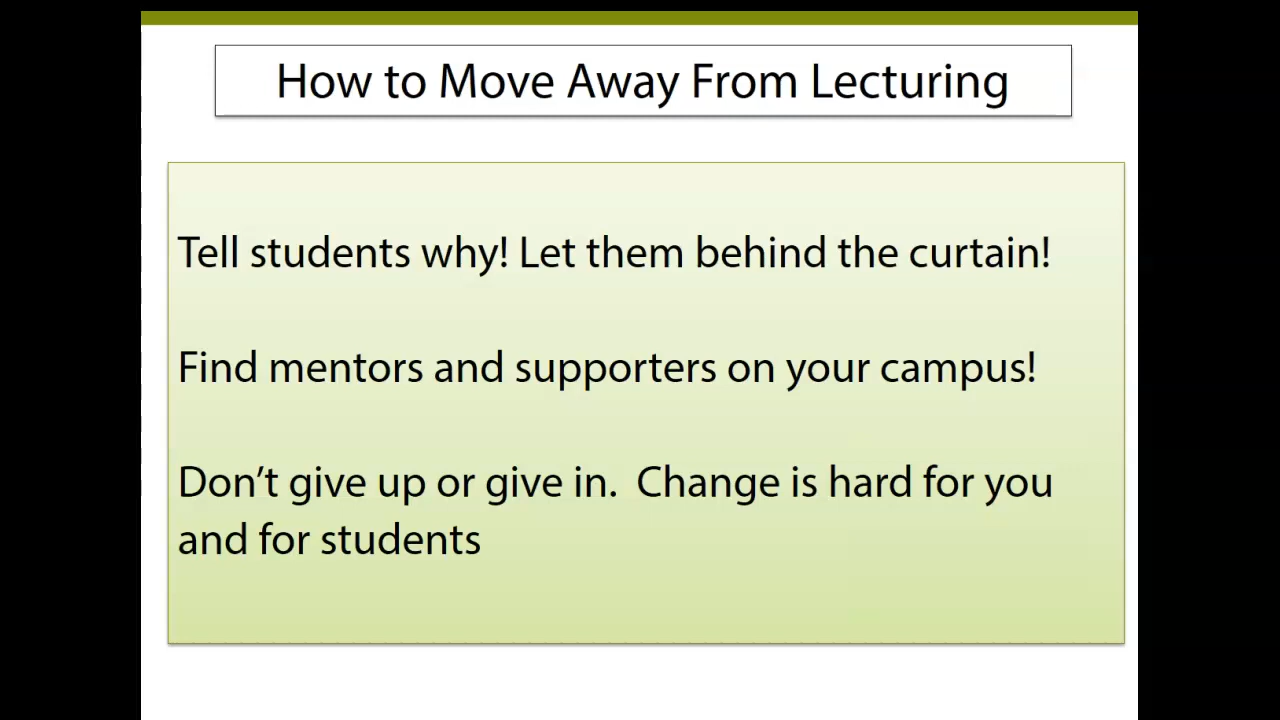 How to Move Away From Lecturing
Tell students why! Let them behind the curtain!
Find mentors and supporters on your campus!
Don’t give up or give in.  Change is hard for you
and for students